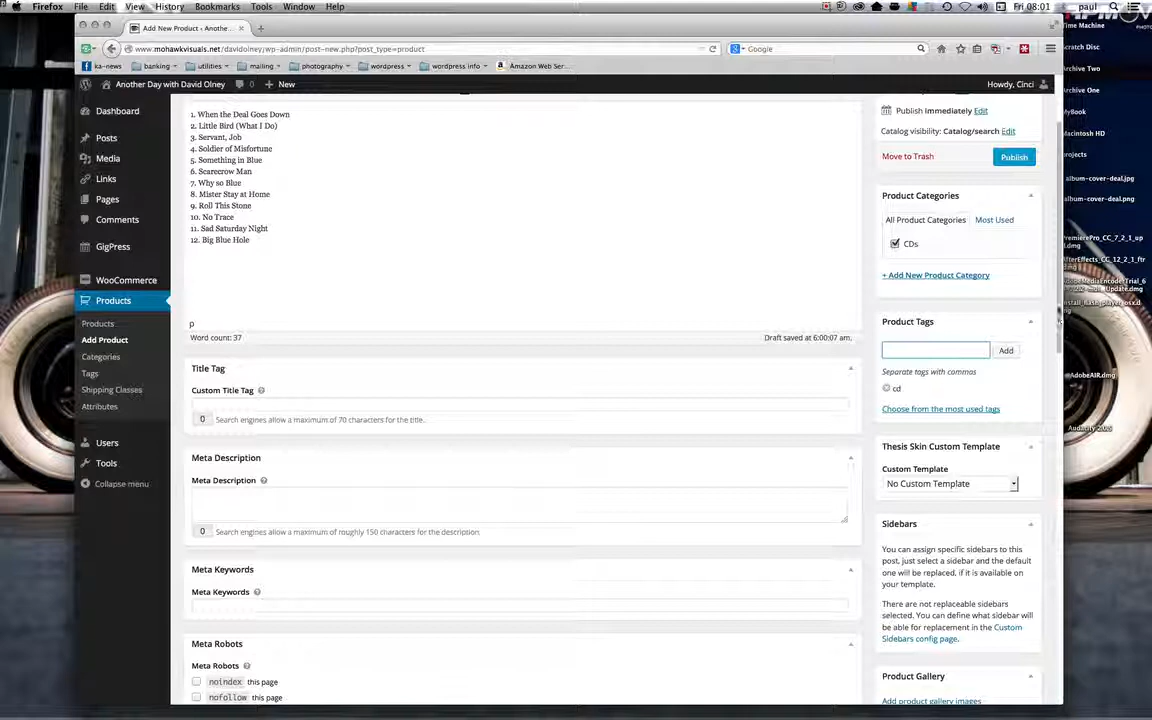 Firefox File Edit View History Bookmarks Tools Window Help Fri 08:01 paul
Add New Product ‹ Anothe...
www.mohawkvisuals.net/davidolney/wp-admin/post-new.php?post_type=product Google
ka-news banking utilities mailing photography wordpress wordpress info Amazon Web Ser...
Another Day with David Olney 0 New Howdy, Cinci
Dashboard
Posts
Media
Links
Pages
Comments
GigPress
WooCommerce
Products
Products
Add Product
Categories
Tags
Shipping Classes
Attributes
Users
Tools
Collapse menu
1. When the Deal Goes Down
2. Little Bird (What I Do)
3. Servant, Job
4. Soldier of Misfortune
5. Something in Blue
6. Scarecrow Man
7. Why so Blue
8. Mister Stay at Home
9. Roll This Stone
10. No Trace
11. Sad Saturday Night
12. Big Blue Hole
p
Word count: 37 Draft saved at 6:00:07 am.
Title Tag
Custom Title Tag
0 Search engines allow a maximum of 70 characters for the title.
Meta Description
Meta Description
0 Search engines allow a maximum of roughly 150 characters for the description.
Meta Keywords
Meta Keywords
Meta Robots
Meta Robots
noindex this page
nofollow this page
Publish immediately Edit
Catalog visibility: Catalog/search Edit
Move to Trash Publish
Product Categories
All Product Categories Most Used
CDs
+ Add New Product Category
Product Tags
Add
Separate tags with commas
cd
Choose from the most used tags
Thesis Skin Custom Template
Custom Template
No Custom Template
Sidebars
You can assign specific sidebars to this
post, just select a sidebar and the default
one will be replaced, if it is available on
your template.
There are not replaceable sidebars
selected. You can define what sidebar will
be able for replacement in the Custom
Sidebars config page.
Product Gallery
Add product gallery images
Time Machine
Scratch Disc
Archive Two
Archive One
MyBook
Macintosh HD
projects
album-cover-deal.jpg
album-cover-deal.png
PremierePro_CC_7_2_1_up
.dmg
AfterEffects_CC_12_2_1_ftr
AdobeAIR.dmg